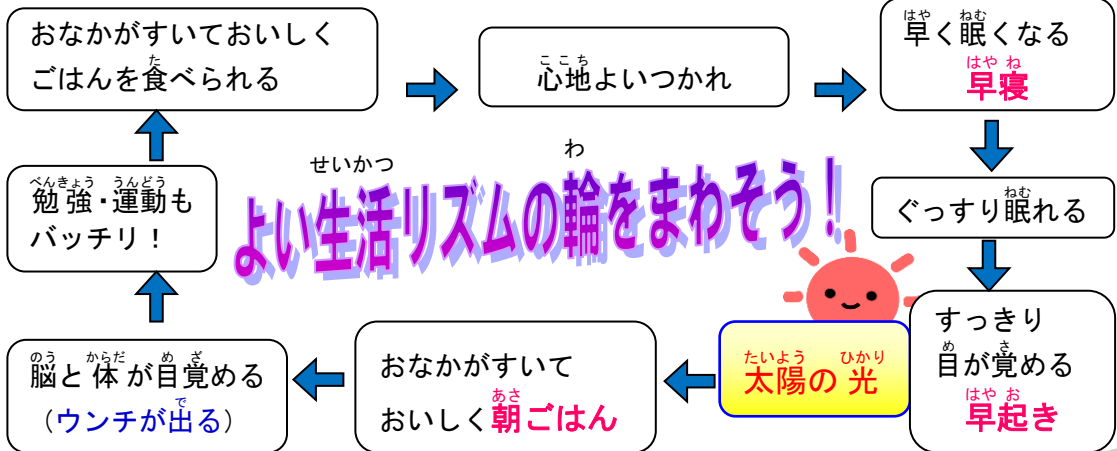 おなかがすいておいしく
ごはんを食べられる
心地よいつかれ
早く眠くなる
早寝
ぐっすり眠れる
すっきり
目が覚める
早起き
太陽の光
おなかがすいて
おいしく朝ごはん
脳と体が目覚める
（ウンチが出る）
勉強・運動も
バッチリ！
よい生活リズムの輪をまわそう！